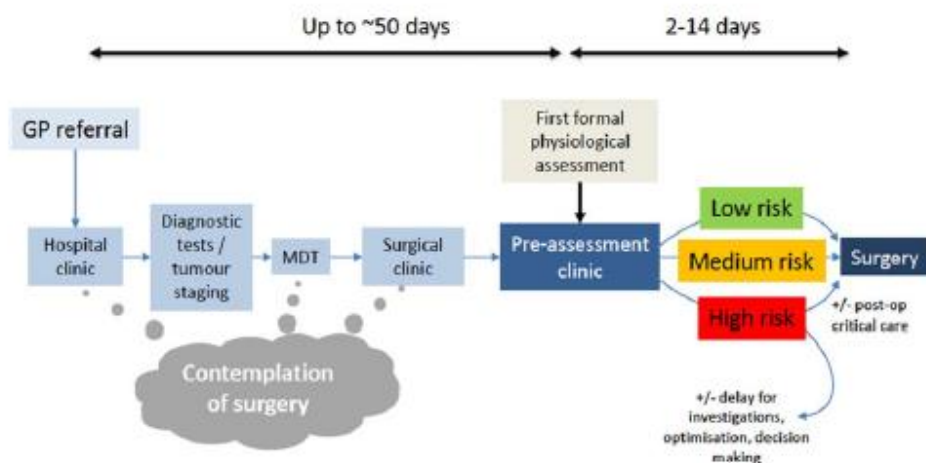 Up to ~50 days
2-14 days
GP referral
First formal
physiological
assessment
Hospital
clinic
Diagnostic
tests /
tumour
staging
MDT
Surgical
clinic
Pre-assessment
clinic
Low risk
Medium risk
High risk
Surgery
+/- post-op
critical care
Contemplation
of surgery
+/- delay for
investigations,
optimisation, decision
making